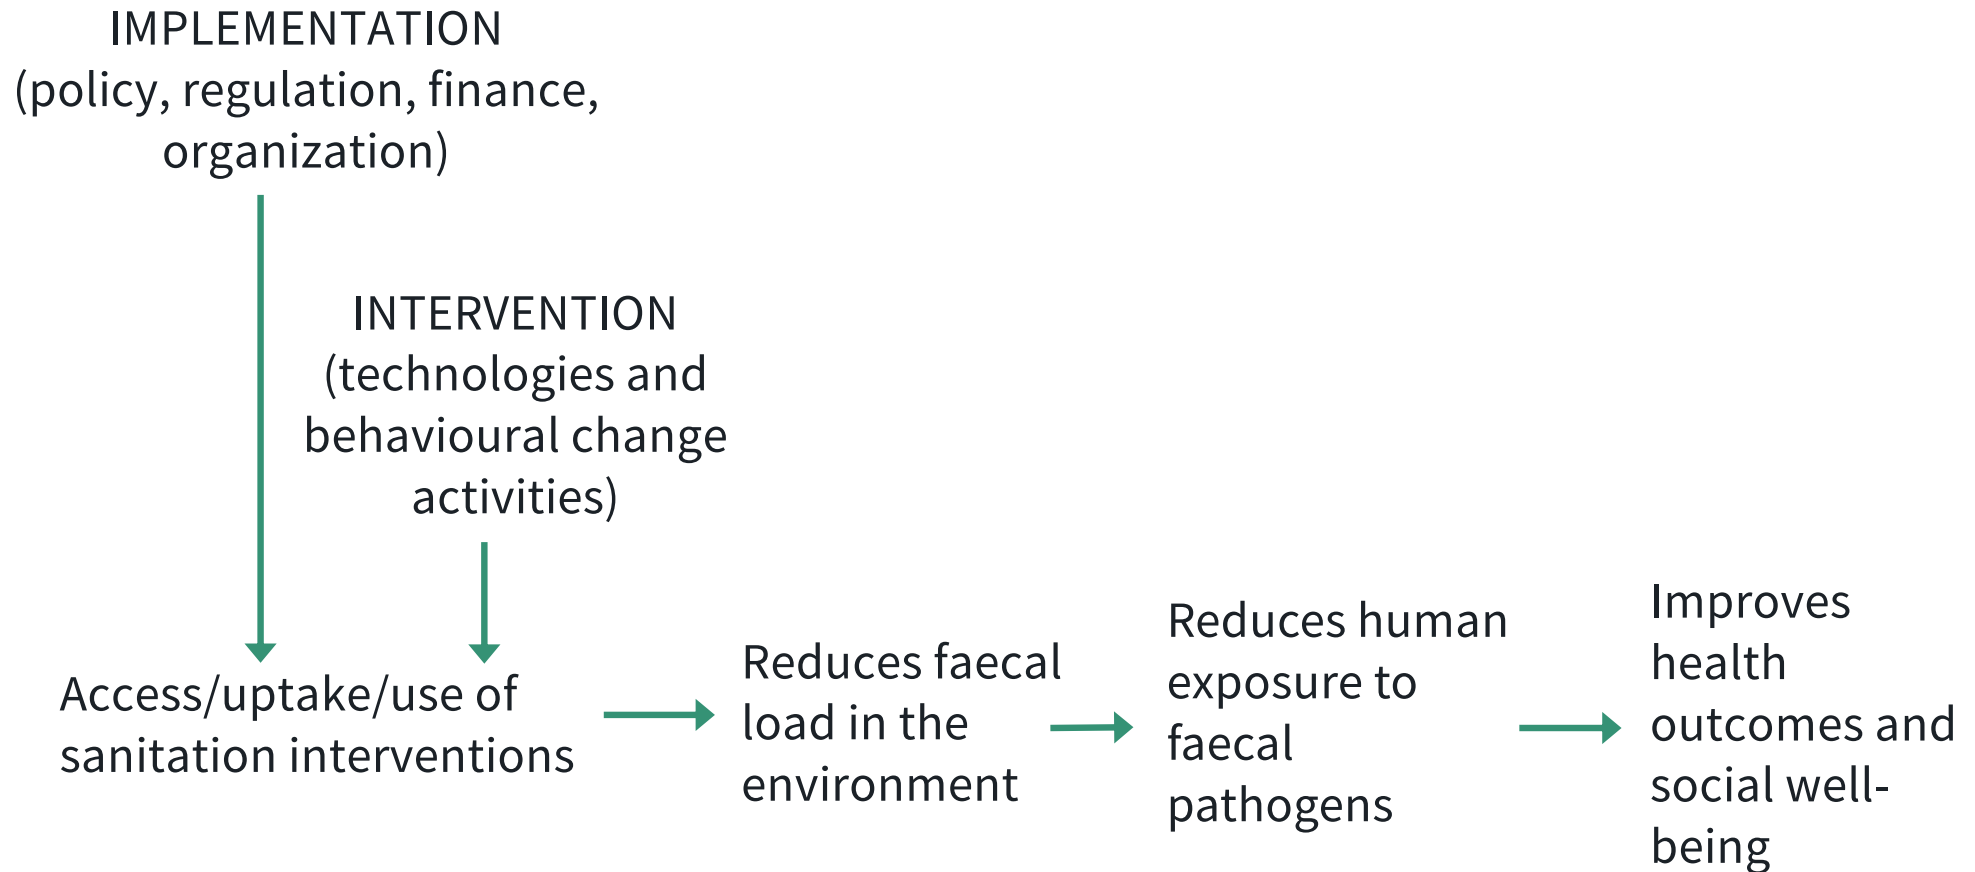 IMPLEMENTATION
(policy, regulation, finance,
organization)
INTERVENTION
(technologies and
behavioural change
activities)
Access/uptake/use of
sanitation interventions
Reduces faecal
load in the
environment
Reduces human
exposure to
faecal
pathogens
Improves
health
outcomes and
social well-
being